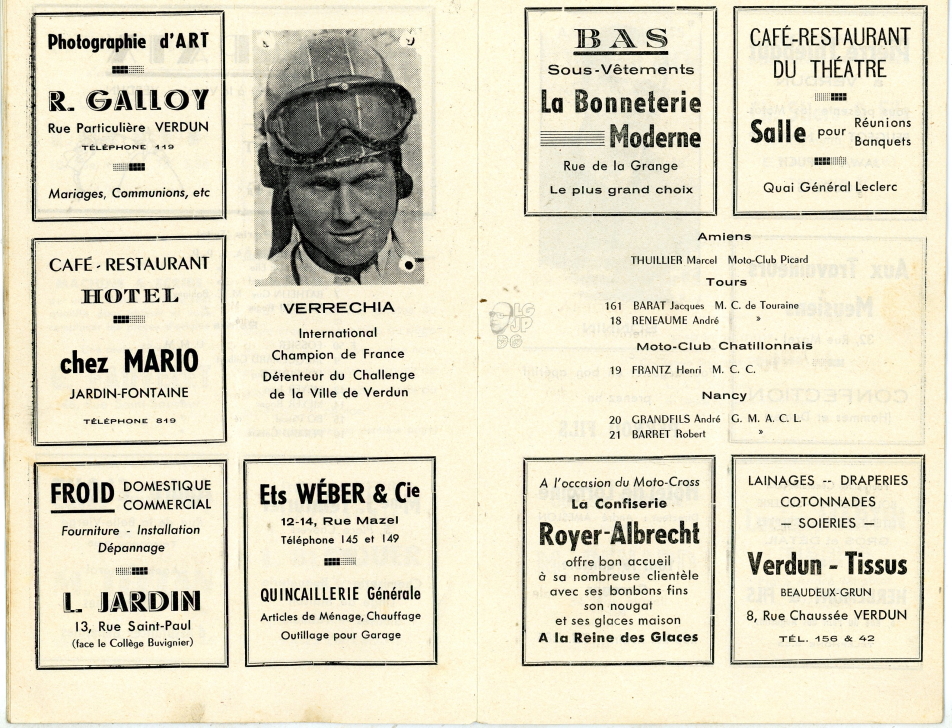 Photographie d'ART
R. GALLOY
Rue Particulière VERDUN
TÉLÉPHONE 119
Mariages, Communions, etc
CAFÉ - RESTAURANT
HOTEL
chez MARIO
JARDIN-FONTAINE
TÉLÉPHONE 819
VERRECHIA
International
Champion de France
Détenteur du Challenge
de la Ville de Verdun
FROID DOMESTIQUE
COMMERCIAL
Fourniture - Installation
Dépannage
L. JARDIN
13, Rue Saint-Paul
(face le Collège Buvignier)
Ets WÉBER & Cie
12-14, Rue Mazel
Téléphone 145 et 149
QUINCAILLERIE Générale
Articles de Ménage, Chauffage
Outillage pour Garage
BAS
Sous-Vêtements
La Bonneterie
Moderne
Rue de la Grange
Le plus grand choix
CAFÉ-RESTAURANT
DU THÉATRE
Salle pour Réunions
Banquets
Quai Général Leclerc
Amiens
THUILLIER Marcel Moto-Club Picard
Tours
161 BARAT Jacques M. C. de Touraine
18 RENEAUME André »
Moto-Club Chatillonnais
19 FRANTZ Henri M. C. C.
Nancy
20 GRANDFILS André G. M. A. C. L.
21 BARRET Robert »
LG
JP
BG
A l'occasion du Moto-Cross
La Confiserie
Royer-Albrecht
offre bon accueil
à sa nombreuse clientèle
avec ses bonbons fins
son nougat
et ses glaces maison
A la Reine des Glaces
LAINAGES -- DRAPERIES
COTONNADES
— SOIERIES —
Verdun - Tissus
BEAUDEUX-GRUN
8, Rue Chaussée VERDUN
TÉL. 156 & 42